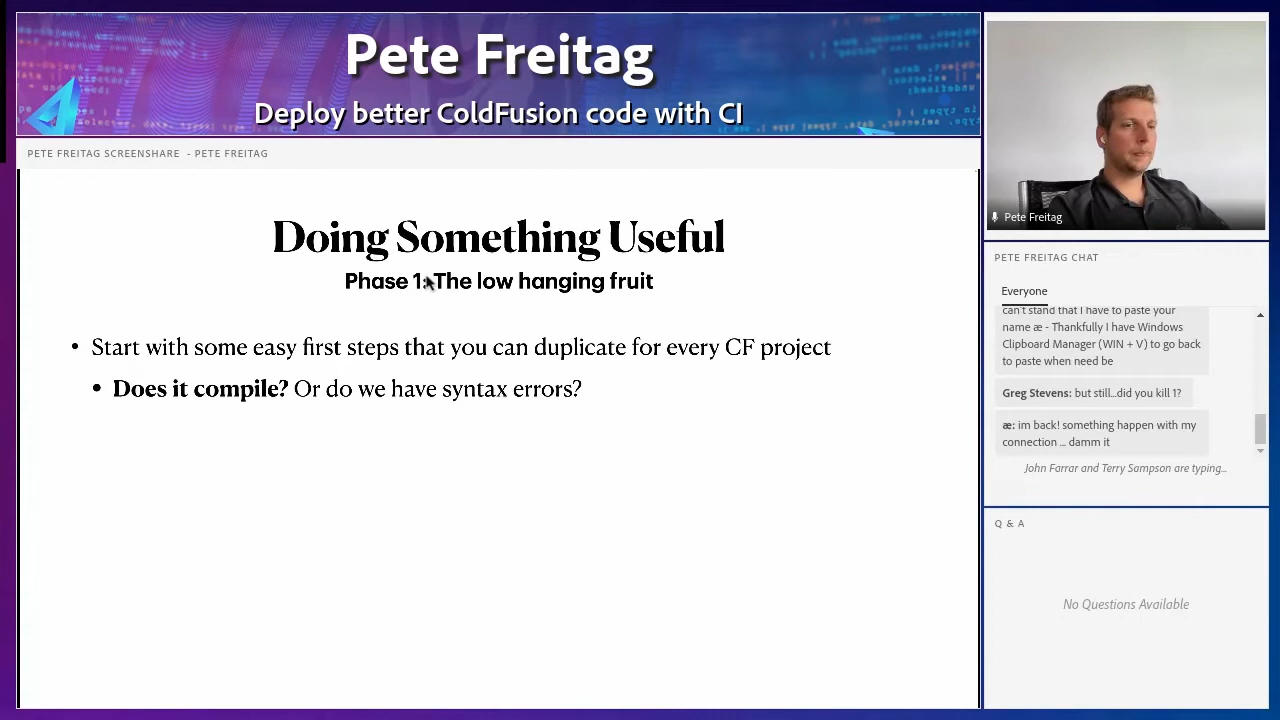 Pete Freitag
Deploy better ColdFusion code with CI
PETE FREITAG SCREENSHARE - PETE FREITAG
Doing Something Useful
Phase 1: The low hanging fruit
• Start with some easy first steps that you can duplicate for every CF project
• Does it compile? Or do we have syntax errors?
Pete Freitag
PETE FREITAG CHAT
Everyone
can't stand that I have to paste your
name æ - Thankfully I have Windows
Clipboard Manager (WIN + V) to go back
to paste when need be
Greg Stevens: but still...did you kill 1?
æ: im back! something happen with my
connection ... damm it
John Farrar and Terry Sampson are typing...
Q & A
No Questions Available